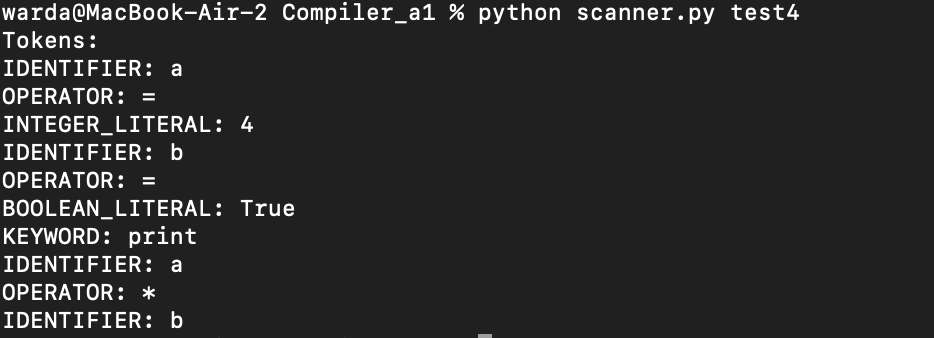 warda@MacBook-Air-2 Compiler_a1 % python scanner.py test4
Tokens:
IDENTIFIER: a
OPERATOR: =
INTEGER_LITERAL: 4
IDENTIFIER: b
OPERATOR: =
BOOLEAN_LITERAL: True
KEYWORD: print
IDENTIFIER: a
OPERATOR: *
IDENTIFIER: b